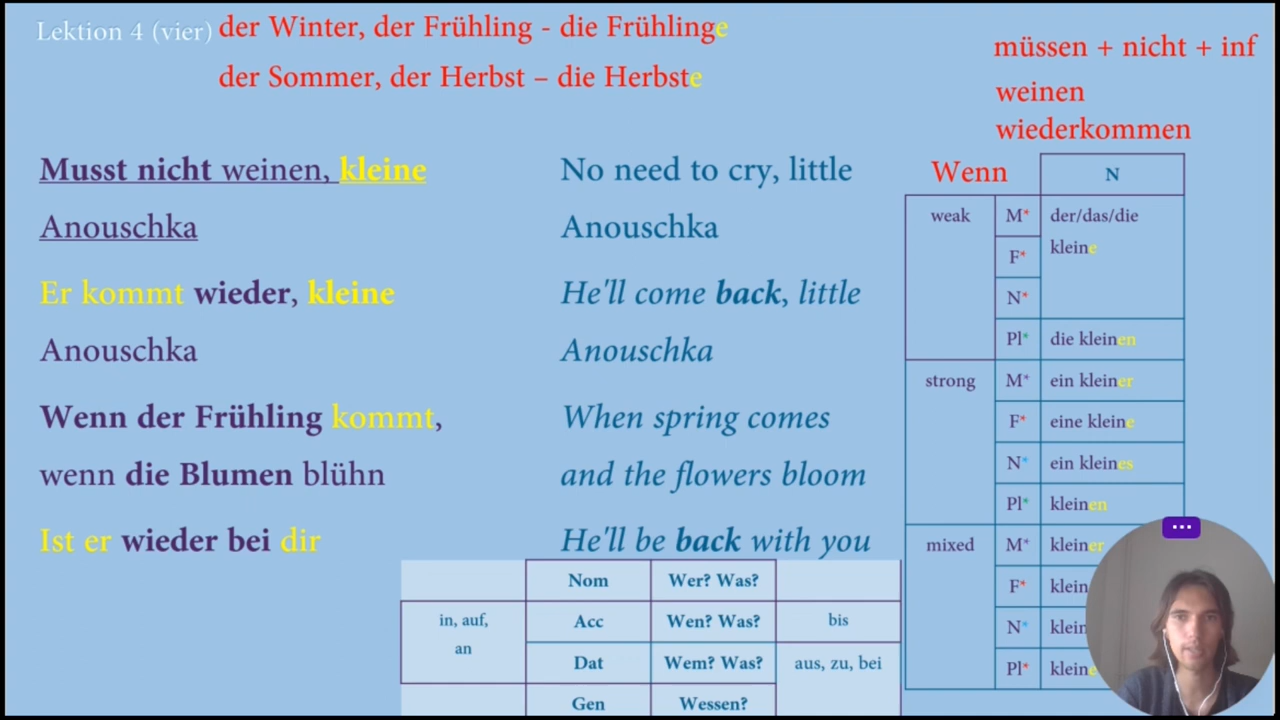 Lektion 4 (vier)
der Winter, der Frühling - die Frühlinge
der Sommer, der Herbst – die Herbste
müssen + nicht + inf
weinen
wiederkommen
Musst nicht weinen, kleine
Anouschka
Er kommt wieder, kleine
Anouschka
Wenn der Frühling kommt,
wenn die Blumen blühn
Ist er wieder bei dir
No need to cry, little
Anouschka
He'll come back, little
Anouschka
When spring comes
and the flowers bloom
He'll be back with you
Wenn
N
weak M* der/das/die
kleine
F*
N*
Pl* die kleinen
strong M* ein kleiner
F* eine kleine
N* ein kleines
Pl* kleinen
mixed M* kleiner
F* klein
N* klein
Pl* kleine
Nom Wer? Was?
in, auf,
an
Acc Wen? Was? bis
Dat Wem? Was? aus, zu, bei
Gen Wessen?